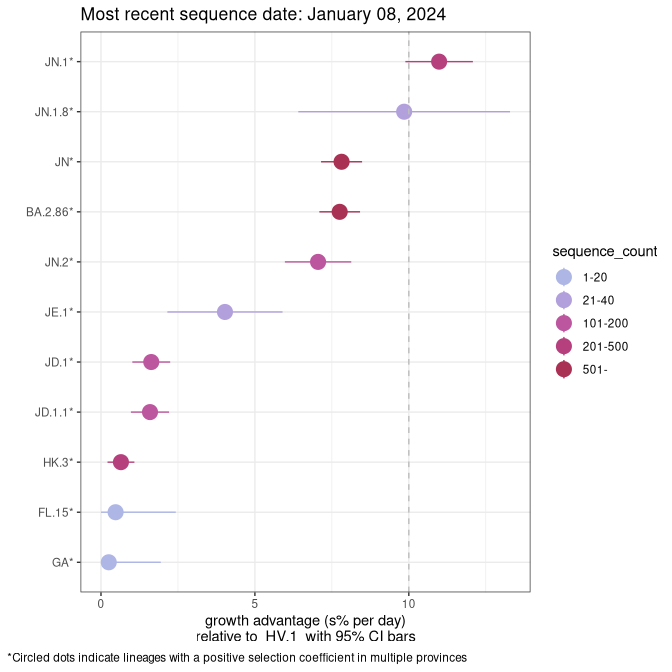 Most recent sequence date: January 08, 2024
JN.1*
JN.1.8*
JN*
BA.2.86*
JN.2*
JE.1*
JD.1*
JD.1.1*
HK.3*
FL.15*
GA*
0
5
10
growth advantage (s% per day)
relative to HV.1 with 95% CI bars
sequence_count
1-20
21-40
101-200
201-500
501-
*Circled dots indicate lineages with a positive selection coefficient in multiple provinces